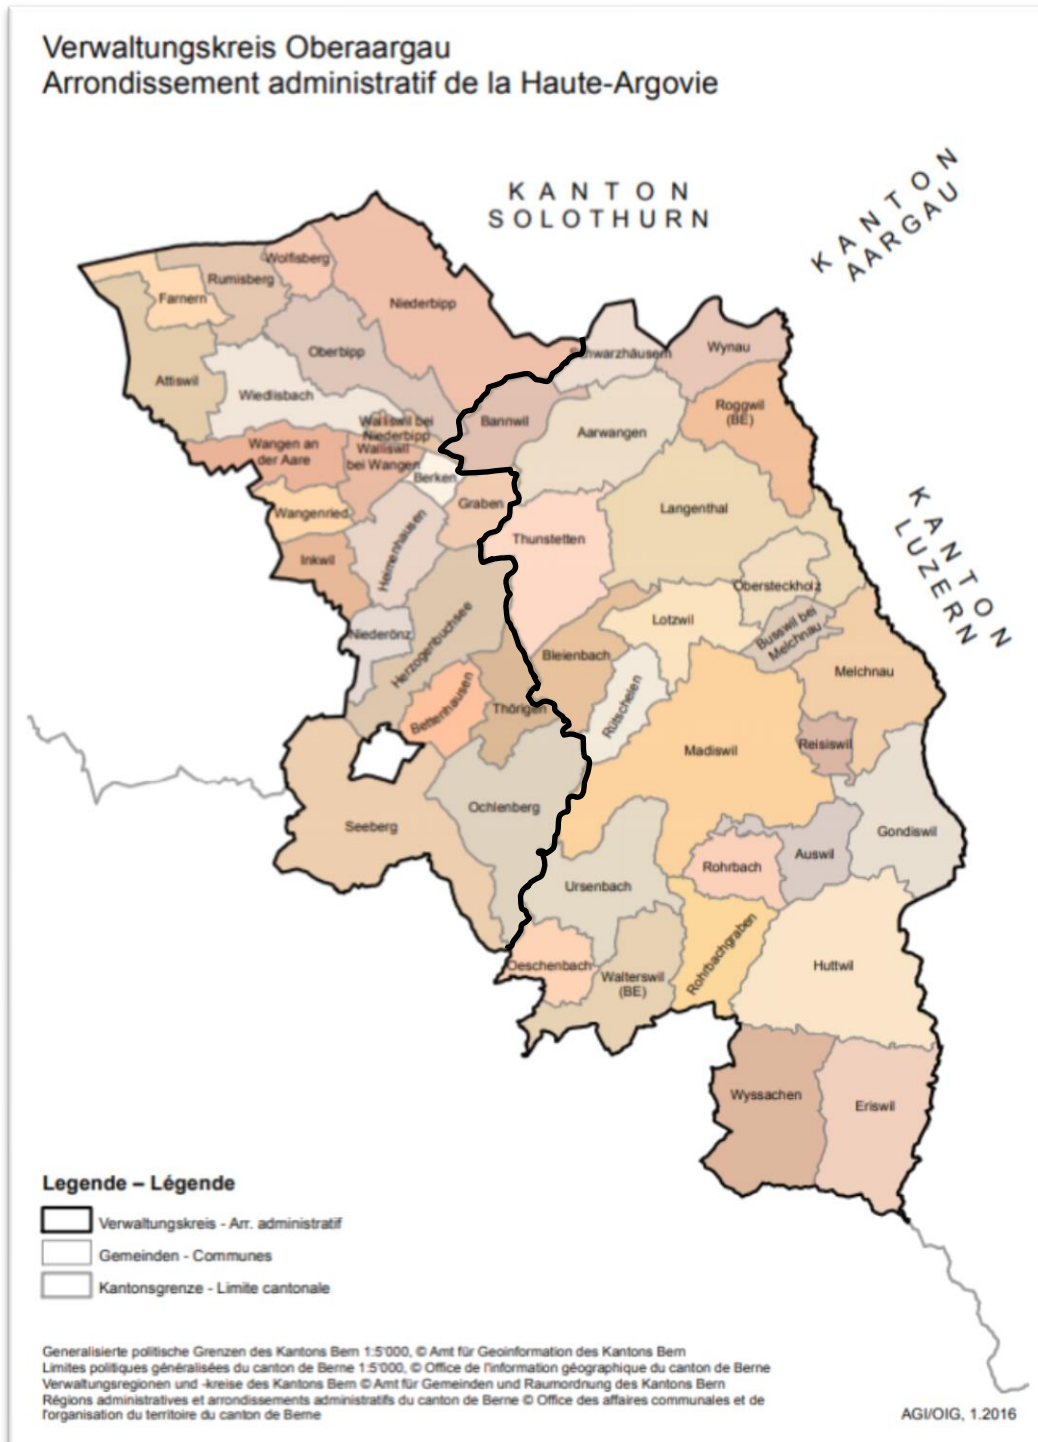 Verwaltungskreis Oberaargau
Arrondissement administratif de la Haute-Argovie
KANTON
SOLOTHURN
KANTON
AARGAU
Wolfisberg
Rumisberg
Farnern
Niederbipp
Schwarzhäusern
Wynau
Oberbipp
Attiswil
Wiedlisbach
Roggwil
(BE)
Walliswil bei
Niederbipp
Bannwil
Aarwangen
Wangen an
der Aare
Walliswil
bei Wangen
Berken
Graben
Langenthal
Wangenried
Heimenhausen
Thunstetten
KANTON
LUZERN
Inkwil
Obersteckholz
Lotzwil
Busswil bei
Melchnau
Niederönz
Herzogenbuchsee
Bleienbach
Melchnau
Bettenhausen
Thörigen
Rütschelen
Madiswil
Reisiswil
Ochlenberg
Seeberg
Gondiswil
Auswil
Rohrbach
Ursenbach
Rohrbachgraben
Oeschenbach
Walterswil
(BE)
Huttwil
Wyssachen
Eriswil
Legende – Légende
Verwaltungskreis - Arr. administratif
Gemeinden - Communes
Kantonsgrenze - Limite cantonale
Generalisierte politische Grenzen des Kantons Bern 1:5'000, © Amt für Geoinformation des Kantons Bern
Limites politiques généralisées du canton de Berne 1:5'000, © Office de l'information géographique du canton de Berne
Verwaltungsregionen und -kreise des Kantons Bern © Amt für Gemeinden und Raumordnung des Kantons Bern
Régions administratives et arrondissements administratifs du canton de Berne © Office des affaires communales et de
l'organisation du territoire du canton de Berne
AGI/OIG, 1.2016